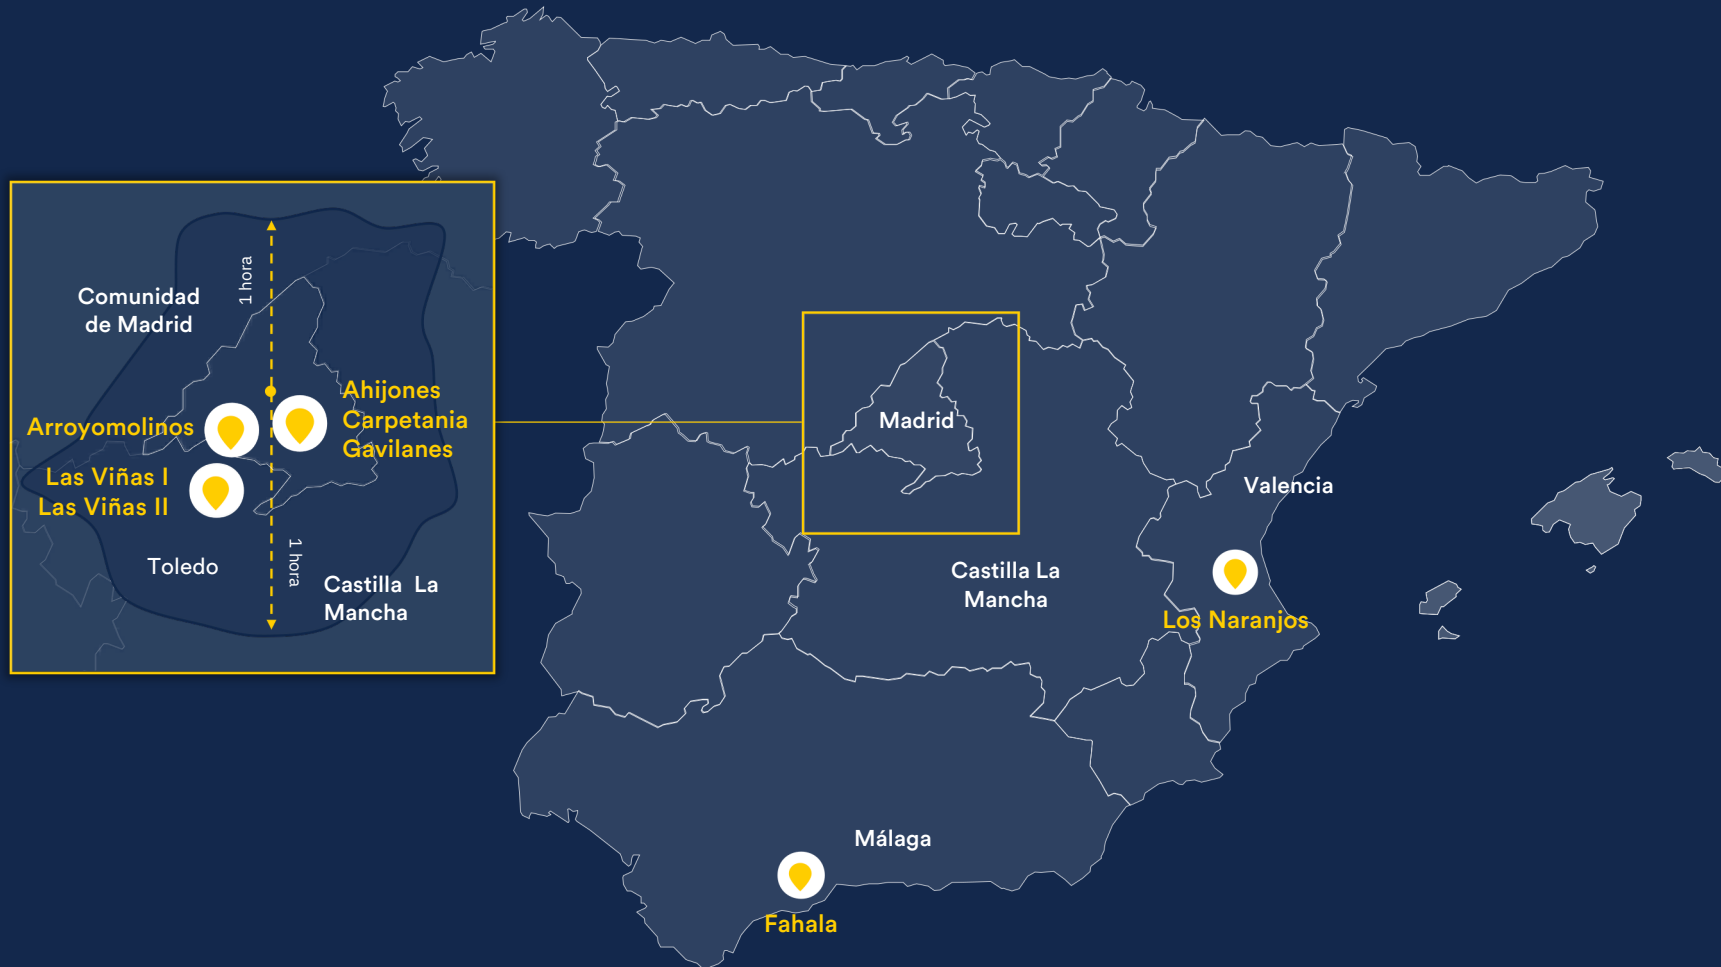 Comunidad
de Madrid
1 hora
Arroyomolinos
Ahijones
Carpetania
Gavilanes
Las Viñas I
Las Viñas II
Toledo
1 hora
Castilla La
Mancha
Madrid
Valencia
Castilla La
Mancha
Los Naranjos
Málaga
Fahala